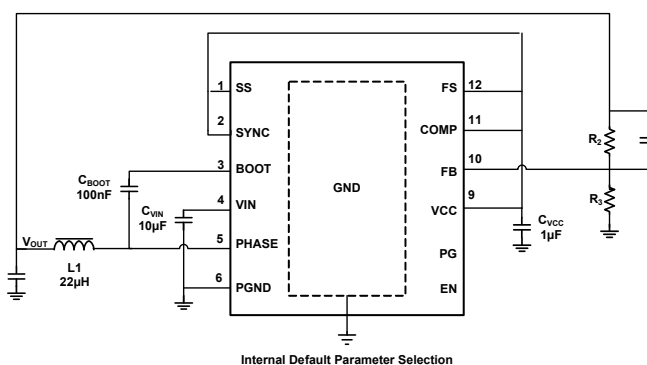 1 SS
2 SYNC
3 BOOT
4 VIN
5 PHASE
6 PGND
GND
FS 12
COMP 11
FB 10
VCC 9
PG
EN
CBOOT
100nF
CVIN
10µF
VOUT
L1
22µH
CVCC
1µF
R2
R3
Internal Default Parameter Selection